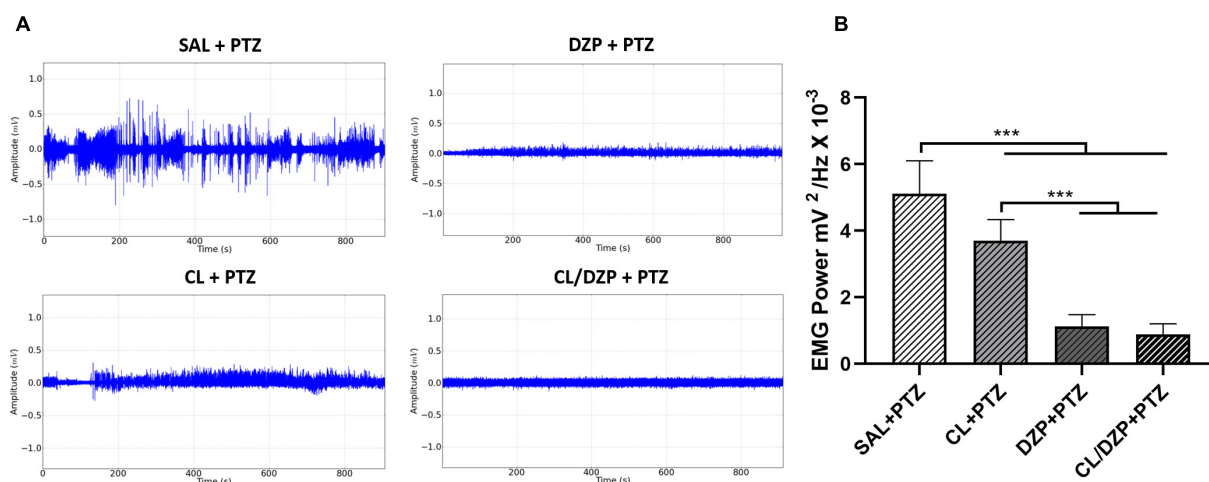 A
B
SAL + PTZ
DZP + PTZ
1.0
0.5
0.0
−0.5
−1.0
Amplitude (mV)
0
200
400
600
800
Time (s)
1.0
0.5
0.0
−0.5
−1.0
Amplitude (mV)
200
400
600
800
Time (s)
CL + PTZ
CL/DZP + PTZ
1.0
0.5
0.0
−0.5
−1.0
Amplitude (mV)
0
200
400
600
800
Time (s)
1.0
0.5
0.0
−0.5
−1.0
Amplitude (mV)
200
400
600
800
Time (s)
EMG Power mV 2 /Hz X 10-3
8
6
4
2
0
***
***
SAL+PTZ
CL+PTZ
DZP+PTZ
CL/DZP+PTZ